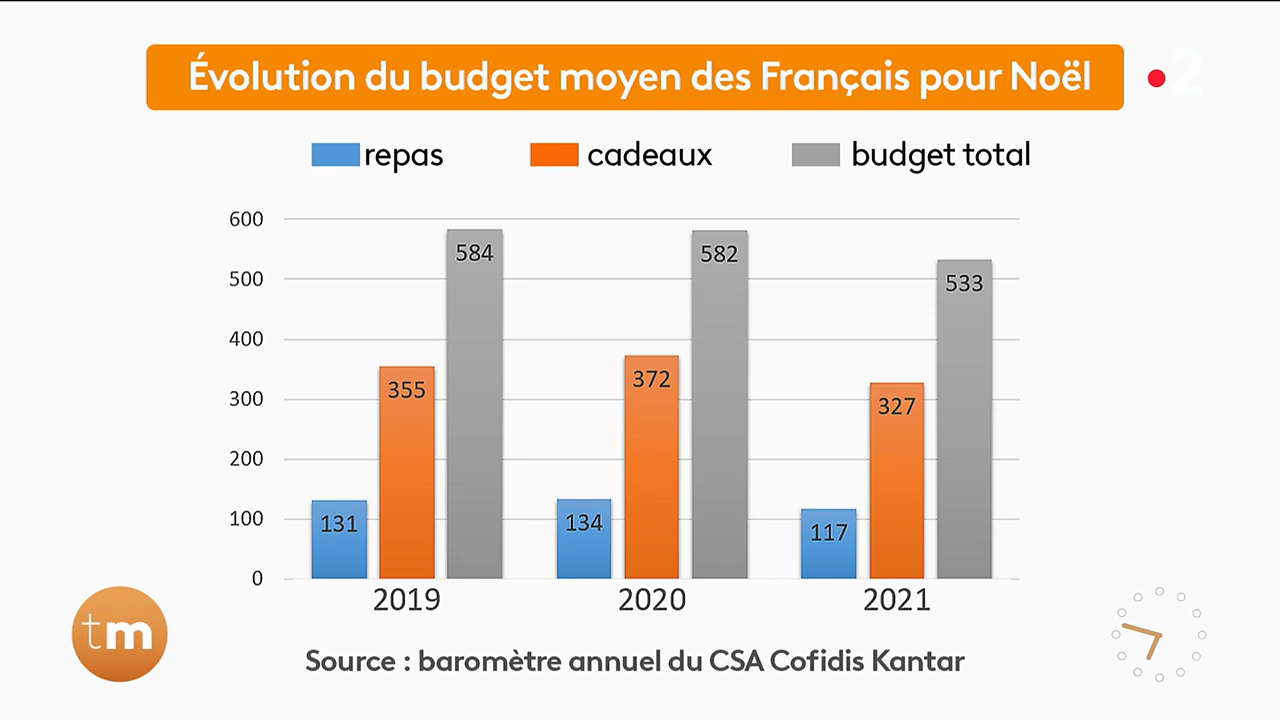 Évolution du budget moyen des Français pour Noël
2
repas cadeaux budget total
600
500
400
300
200
100
0
131 355 584
134 372 582
117 327 533
2019 2020 2021
tm
Source : baromètre annuel du CSA Cofidis Kantar